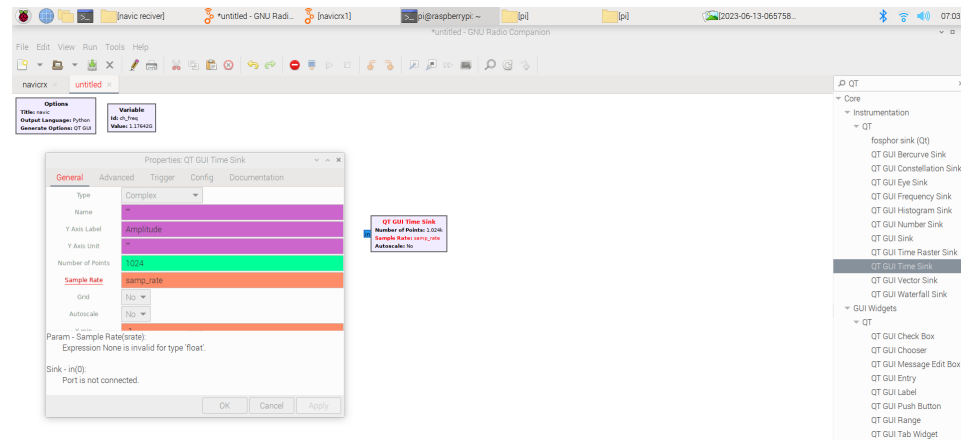 [navic reciver]
*untitled - GNU Radi...
[navicrx1]
pi@raspberrypi: ~
[pi]
[pi]
[2023-06-13-065758...
07:03
*untitled - GNU Radio Companion
File Edit View Run Tools Help
navicrx
untitled
QT
Options
Title: navic
Output Language: Python
Generate Options: QT GUI
Variable
Id: ch_freq
Value: 1.17642G
Properties: QT GUI Time Sink
General Advanced Trigger Config Documentation
Type Complex
Name ""
Y Axis Label Amplitude
Y Axis Unit ""
Number of Points 1024
Sample Rate samp_rate
Grid No
Autoscale No
Y min
Param - Sample Rate(srate):
Expression None is invalid for type 'float'.
Sink - in(0):
Port is not connected.
OK Cancel Apply
in
QT GUI Time Sink
Number of Points: 1.024k
Sample Rate: samp_rate
Autoscale: No
Core
Instrumentation
QT
fosphor sink (Qt)
QT GUI Bercurve Sink
QT GUI Constellation Sink
QT GUI Eye Sink
QT GUI Frequency Sink
QT GUI Histogram Sink
QT GUI Number Sink
QT GUI Sink
QT GUI Time Raster Sink
QT GUI Time Sink
QT GUI Vector Sink
QT GUI Waterfall Sink
GUI Widgets
QT
QT GUI Check Box
QT GUI Chooser
QT GUI Message Edit Box
QT GUI Entry
QT GUI Label
QT GUI Push Button
QT GUI Range
QT GUI Tab Widget